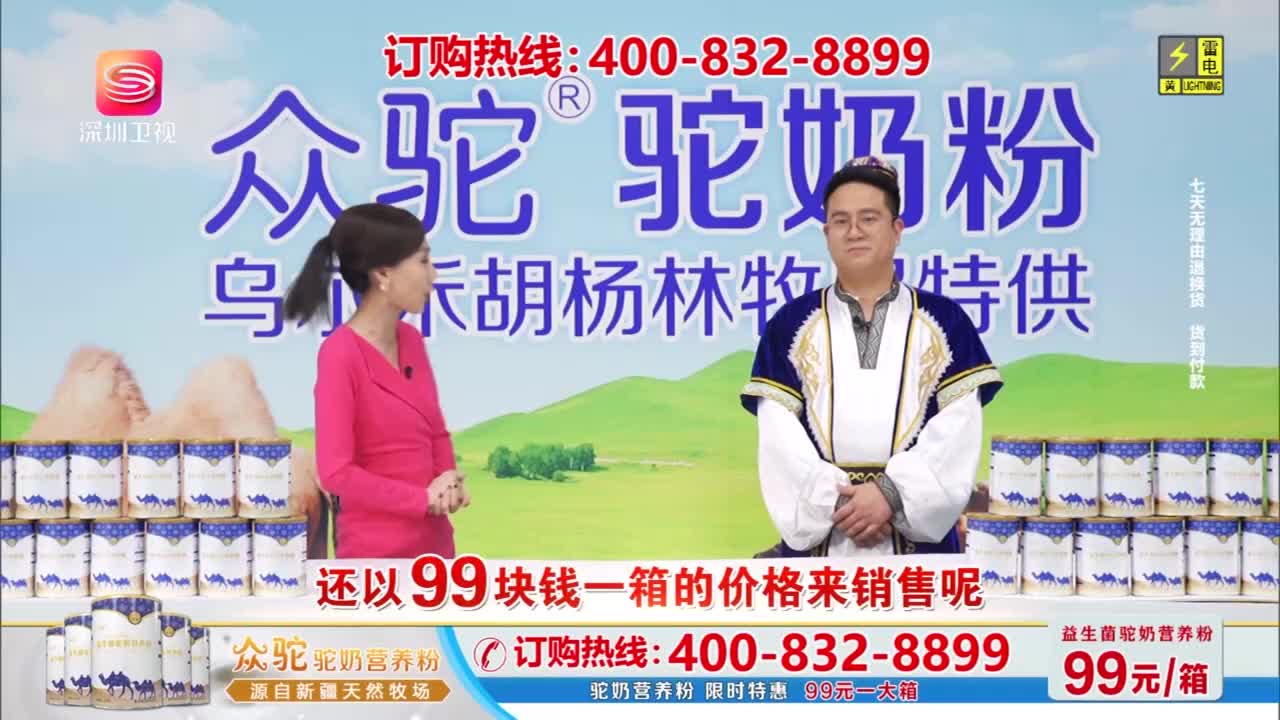 订购热线：400-832-8899
深圳卫视
雷电
黄 LIGHTNING
众驼® 驼奶粉
胡杨林牧 特供
七天无理由退换货 货到付款
还以99块钱一箱的价格来销售呢
众驼 驼奶营养粉
源自新疆天然牧场
订购热线：400-832-8899
驼奶营养粉 限时特惠 99元一大箱
益生菌驼奶营养粉
99元/箱